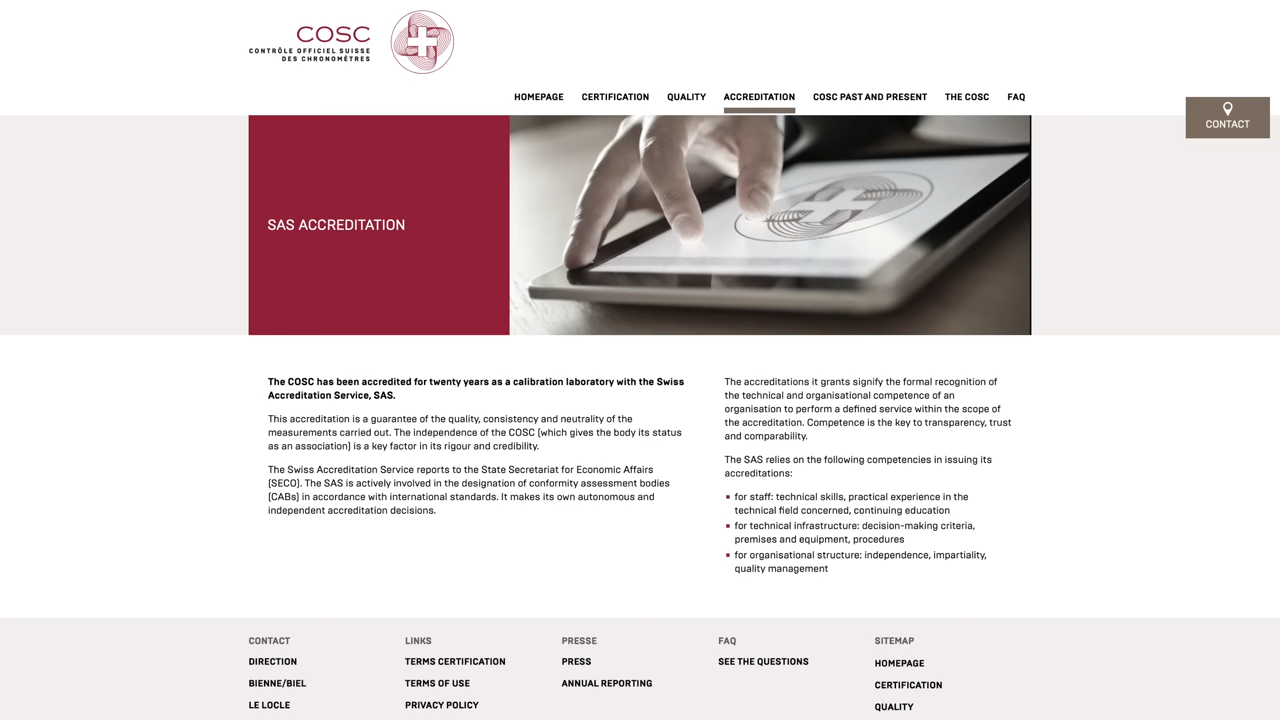 COSC
CONTRÔLE OFFICIEL SUISSE
DES CHRONOMÈTRES
HOMEPAGE CERTIFICATION QUALITY ACCREDITATION COSC PAST AND PRESENT THE COSC FAQ
CONTACT
SAS ACCREDITATION
The COSC has been accredited for twenty years as a calibration laboratory with the Swiss
Accreditation Service, SAS.
This accreditation is a guarantee of the quality, consistency and neutrality of the
measurements carried out. The independence of the COSC (which gives the body its status
as an association) is a key factor in its rigour and credibility.
The Swiss Accreditation Service reports to the State Secretariat for Economic Affairs
(SECO). The SAS is actively involved in the designation of conformity assessment bodies
(CABs) in accordance with international standards. It makes its own autonomous and
independent accreditation decisions.
The accreditations it grants signify the formal recognition of
the technical and organisational competence of an
organisation to perform a defined service within the scope of
the accreditation. Competence is the key to transparency, trust
and comparability.
The SAS relies on the following competencies in issuing its
accreditations:
for staff: technical skills, practical experience in the
technical field concerned, continuing education
for technical infrastructure: decision-making criteria,
premises and equipment, procedures
for organisational structure: independence, impartiality,
quality management
CONTACT
DIRECTION
BIENNE/BIEL
LE LOCLE
LINKS
TERMS CERTIFICATION
TERMS OF USE
PRIVACY POLICY
PRESSE
PRESS
ANNUAL REPORTING
FAQ
SEE THE QUESTIONS
SITEMAP
HOMEPAGE
CERTIFICATION
QUALITY